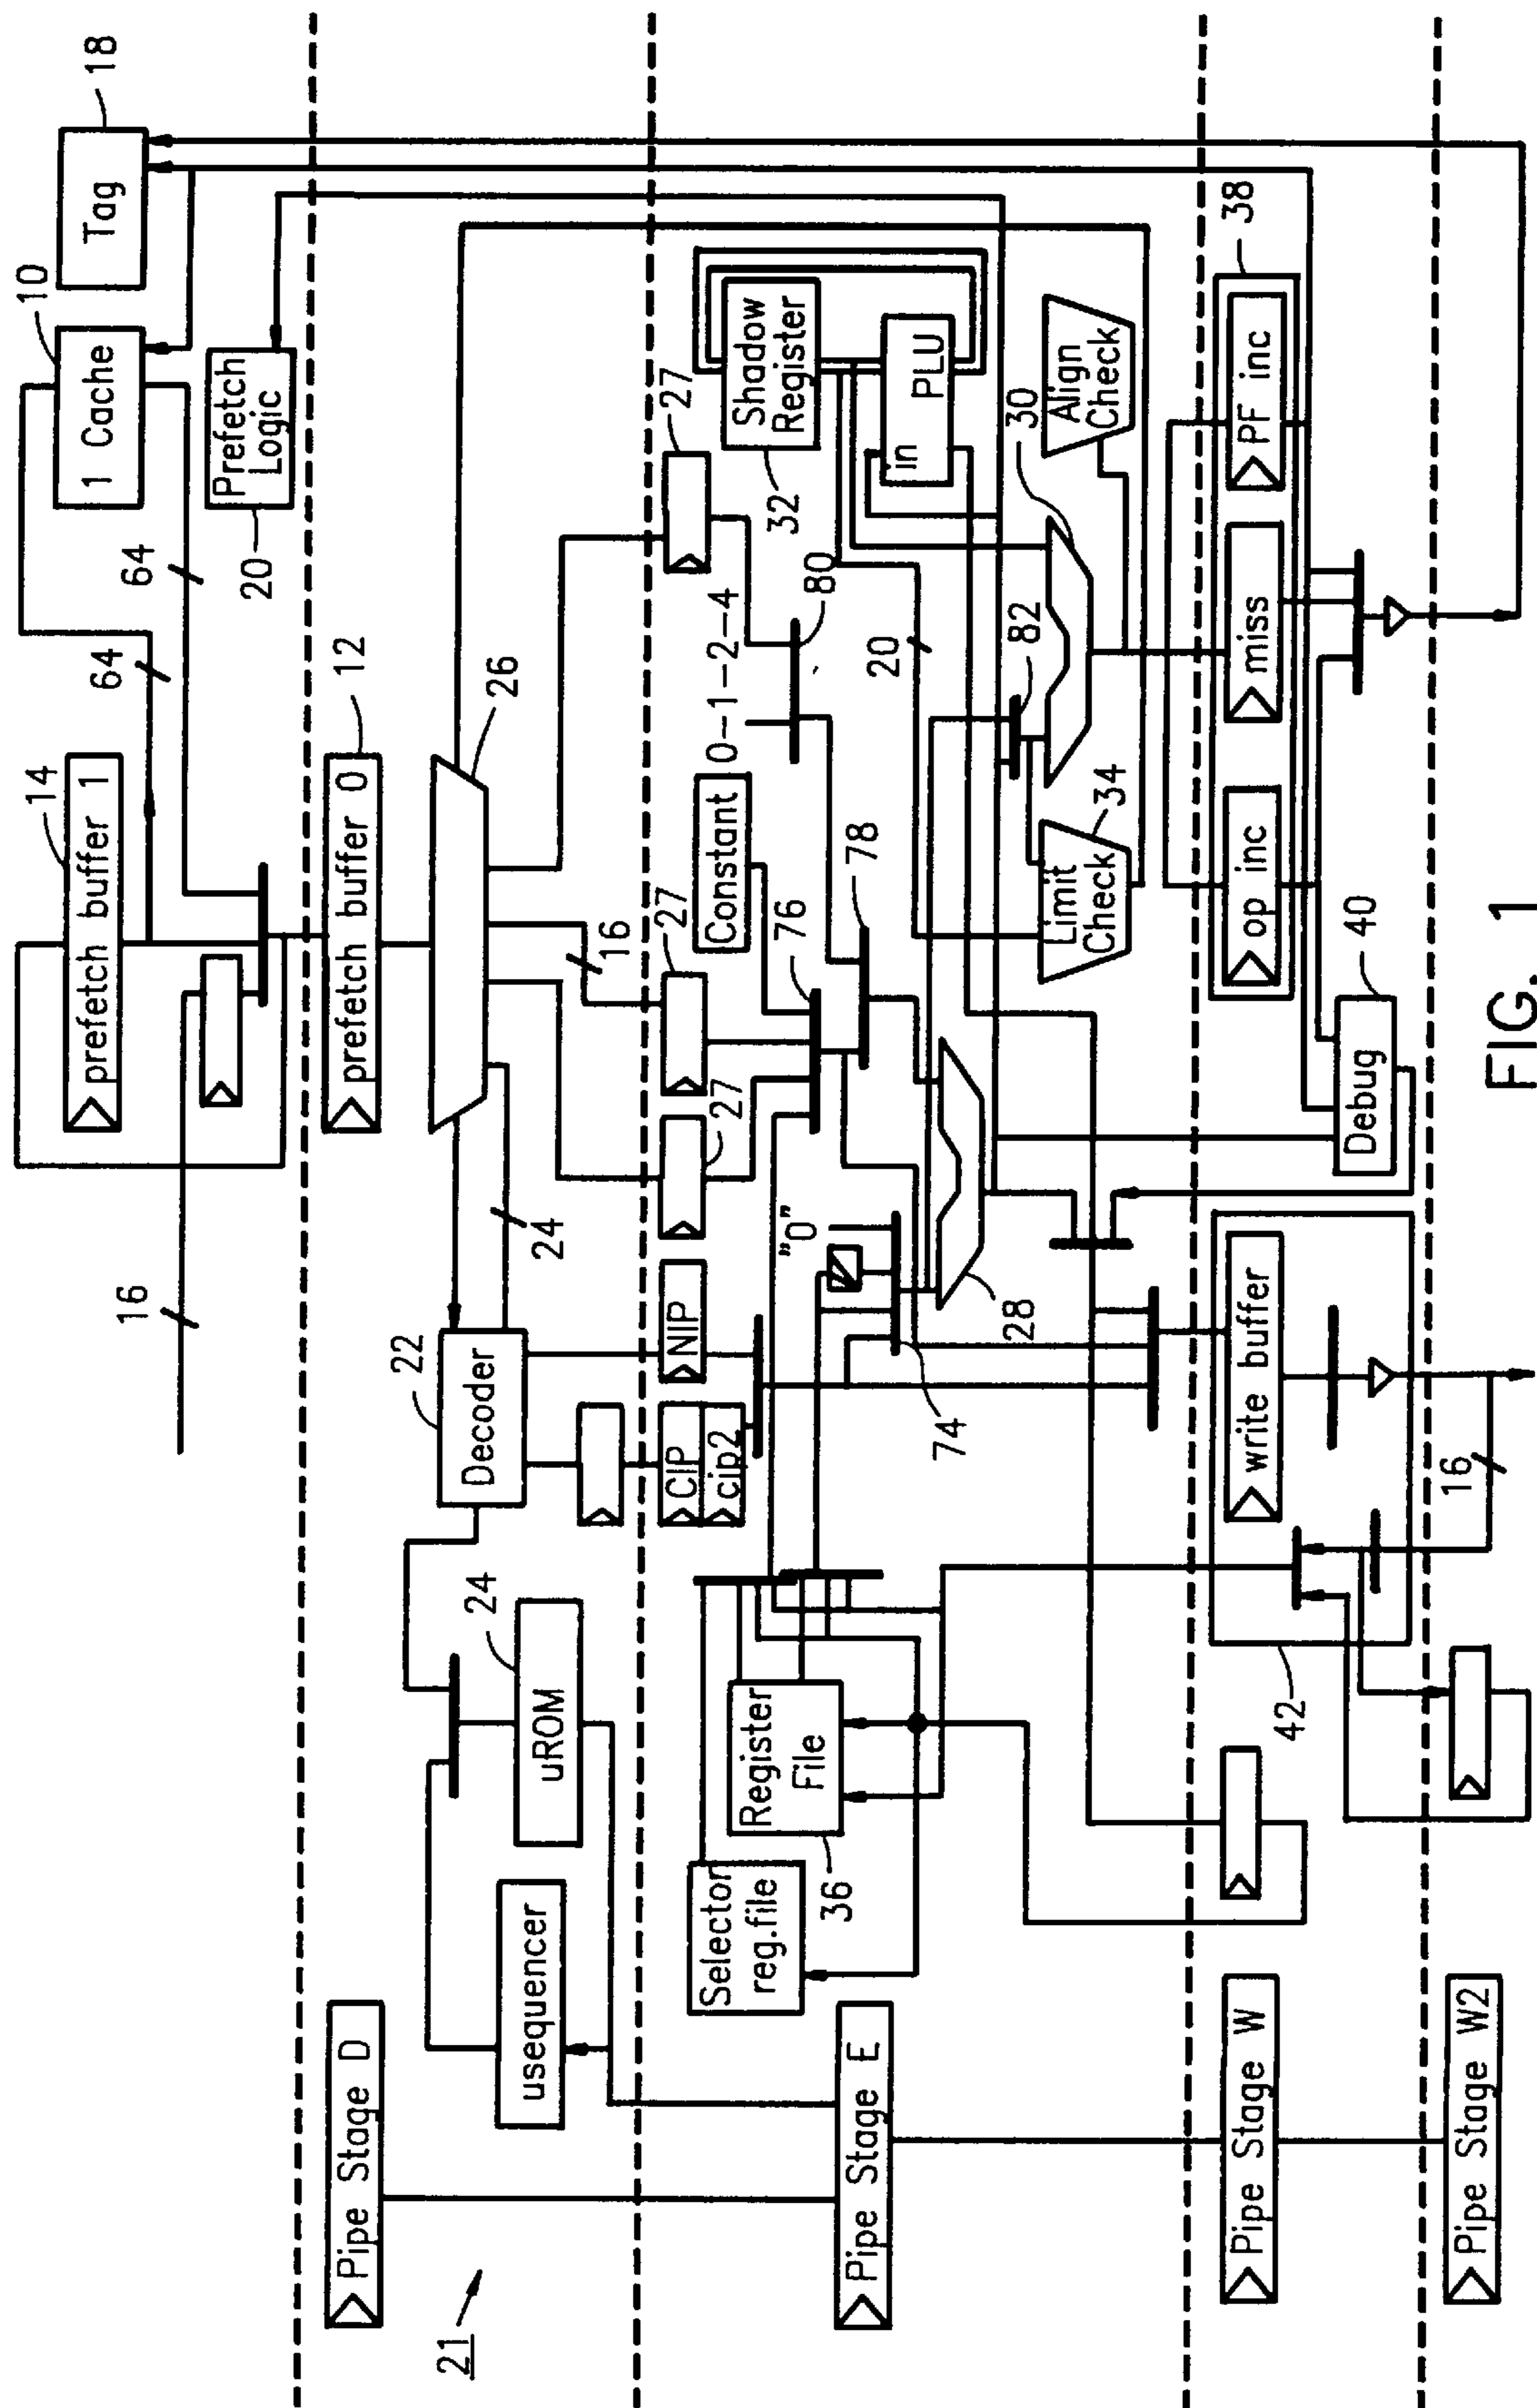 14
prefetch buffer 1
10
1 Cache
Tag
18
64
64
16
Prefetch
Logic
20
prefetch buffer 0
12
Pipe Stage D
21
usequencer
uROM
24
Decoder
22
24
26
16
27
27
27
CIP
cip2
NIP
Constant
0-1-2-4
80
76
78
"0"
74
28
Selector
reg.file
Register
File
36
Shadow
Register
32
in
PLU
20
82
30
Limit
Check
34
Align
Check
Pipe Stage E
Pipe Stage W
write buffer
42
16
op inc
miss
PF inc
38
Debug
40
Pipe Stage W2
FIG. 1